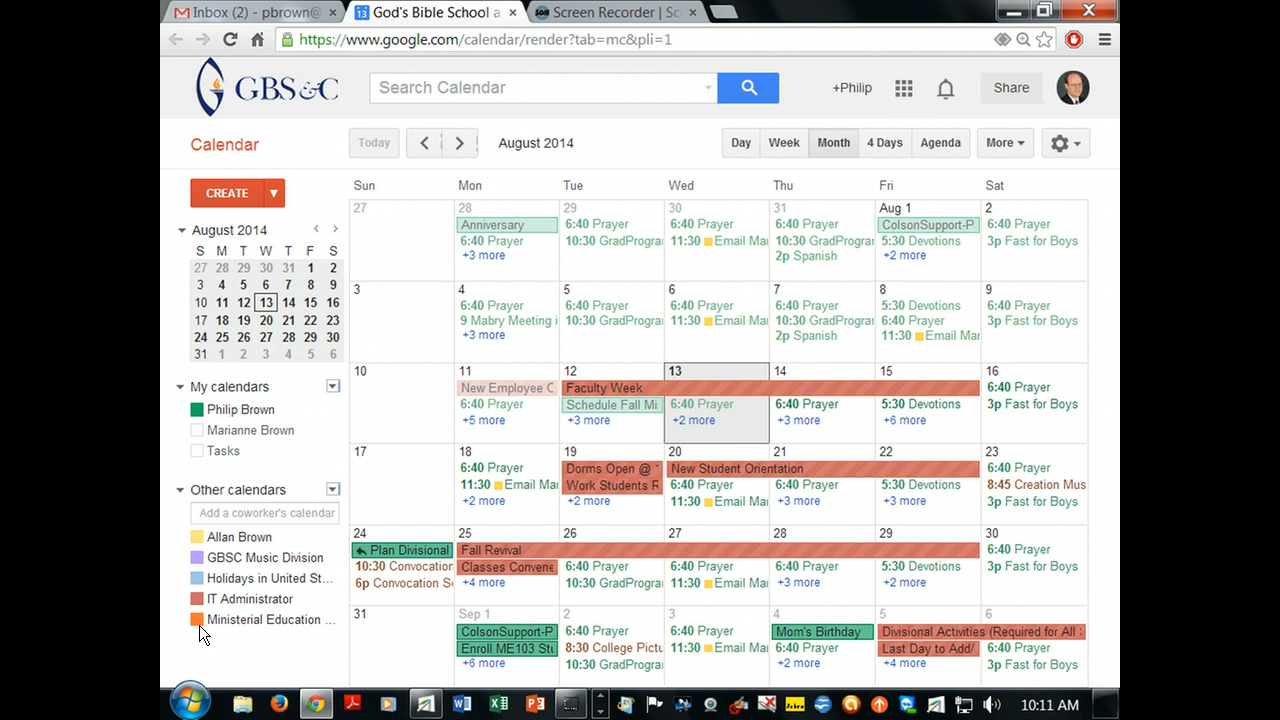 Inbox (2) - pbrown@
God's Bible School a
Screen Recorder | Sc
https://www.google.com/calendar/render?tab=mc&pli=1
GBS&C
Search Calendar
+Philip
Share
Calendar
Today
August 2014
Day Week Month 4 Days Agenda
More
CREATE
August 2014
S M T W T F S
27 28 29 30 31 1 2
3 4 5 6 7 8 9
10 11 12 13 14 15 16
17 18 19 20 21 22 23
24 25 26 27 28 29 30
31 1 2 3 4 5 6
My calendars
Philip Brown
Marianne Brown
Tasks
Other calendars
Add a coworker's calendar
Allan Brown
GBSC Music Division
Holidays in United St...
IT Administrator
Ministerial Education ...
Sun Mon Tue Wed Thu Fri Sat
27 28 29 30 31 Aug 1 2
Anniversary 6:40 Prayer 6:40 Prayer 6:40 Prayer ColsonSupport-P 6:40 Prayer
6:40 Prayer 10:30 GradProgra 11:30 Email Ma 10:30 GradProgra 5:30 Devotions 3p Fast for Boys
+3 more 2p Spanish +2 more
3 4 5 6 7 8 9
6:40 Prayer 6:40 Prayer 6:40 Prayer 6:40 Prayer 5:30 Devotions 6:40 Prayer
9 Mabry Meeting i 10:30 GradProgra 11:30 Email Ma 10:30 GradProgra 6:40 Prayer 3p Fast for Boys
+3 more 2p Spanish 11:30 Email Ma
10 11 12 13 14 15 16
New Employee O Faculty Week 6:40 Prayer
6:40 Prayer Schedule Fall Mi 6:40 Prayer 6:40 Prayer 5:30 Devotions 3p Fast for Boys
+5 more +3 more +2 more +3 more +6 more
17 18 19 20 21 22 23
6:40 Prayer Dorms Open @ New Student Orientation 6:40 Prayer
11:30 Email Ma Work Students R 6:40 Prayer 6:40 Prayer 5:30 Devotions 8:45 Creation Mus
+2 more +2 more 11:30 Email Ma +3 more +3 more 3p Fast for Boys
24 25 26 27 28 29 30
Plan Divisional Fall Revival 6:40 Prayer
10:30 Convocation Classes Convene 6:40 Prayer 6:40 Prayer 6:40 Prayer 5:30 Devotions 3p Fast for Boys
6p Convocation Se +4 more 10:30 GradProgra 11:30 Email Ma +3 more +2 more
31 Sep 1 2 3 4 5 6
ColsonSupport-P 6:40 Prayer 6:40 Prayer Mom's Birthday Divisional Activities (Required for All
Enroll ME103 Stu 8:30 College Pictu 11:30 Email Ma 6:40 Prayer Last Day to Add/ 6:40 Prayer
+6 more 10:30 GradProgra +2 more +4 more 3p Fast for Boys
10:11 AM